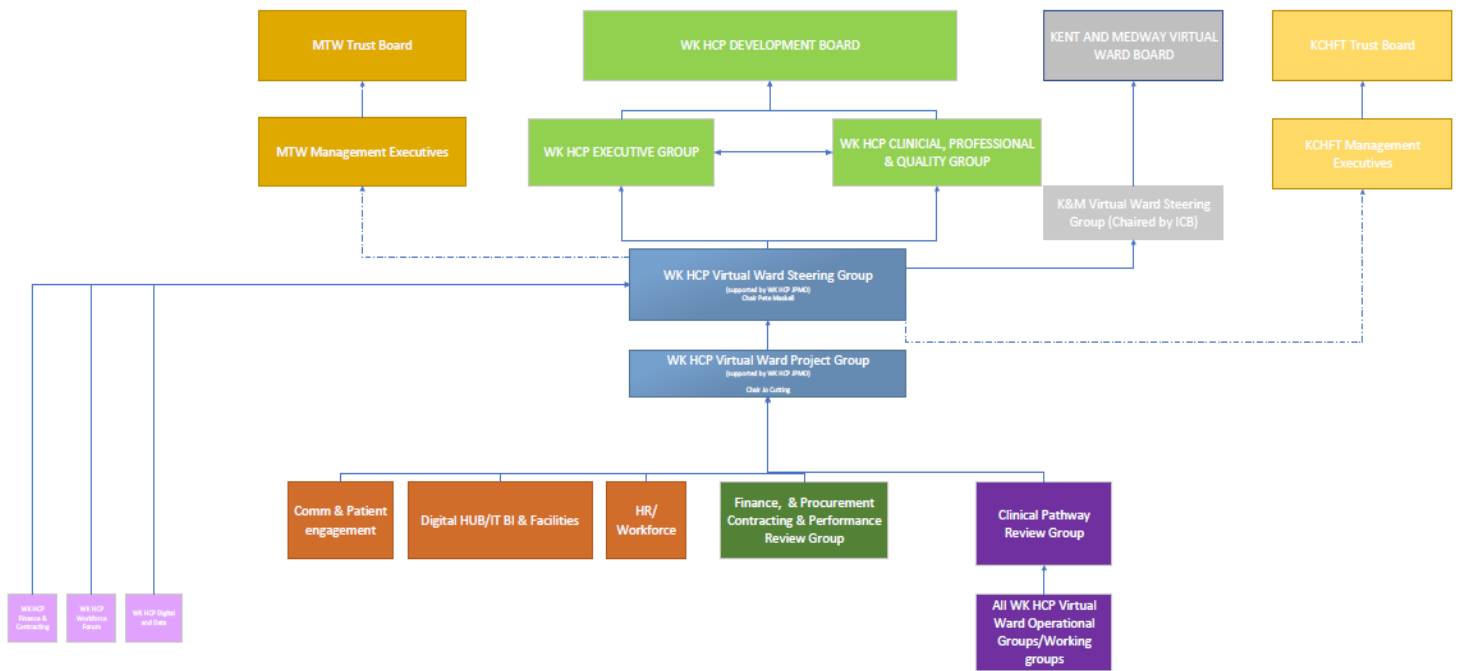 MTW Trust Board
WK HCP DEVELOPMENT BOARD
KENT AND MEDWAY VIRTUAL
WARD BOARD
KCHFT Trust Board
MTW Management Executives
WK HCP EXECUTIVE GROUP
WK HCP CLINICIAL, PROFESSIONAL
& QUALITY GROUP
KCHFT Management
Executives
K&M Virtual Ward Steering
Group (Chaired by ICB)
WK HCP Virtual Ward Steering Group
(supported by WK HCP JPMO)
Chair Pete Maskell
WK HCP Virtual Ward Project Group
(supported by WK HCP JPMO)
Chair Jo Cutting
Comm & Patient
engagement
Digital HUB/IT BI & Facilities
HR/
Workforce
Finance, & Procurement
Contracting & Performance
Review Group
Clinical Pathway
Review Group
WK HCP
Finance &
Contracting
WK HCP
Workforce
Forum
WK HCP Digital
and Data
All WK HCP Virtual
Ward Operational
Groups/Working
groups